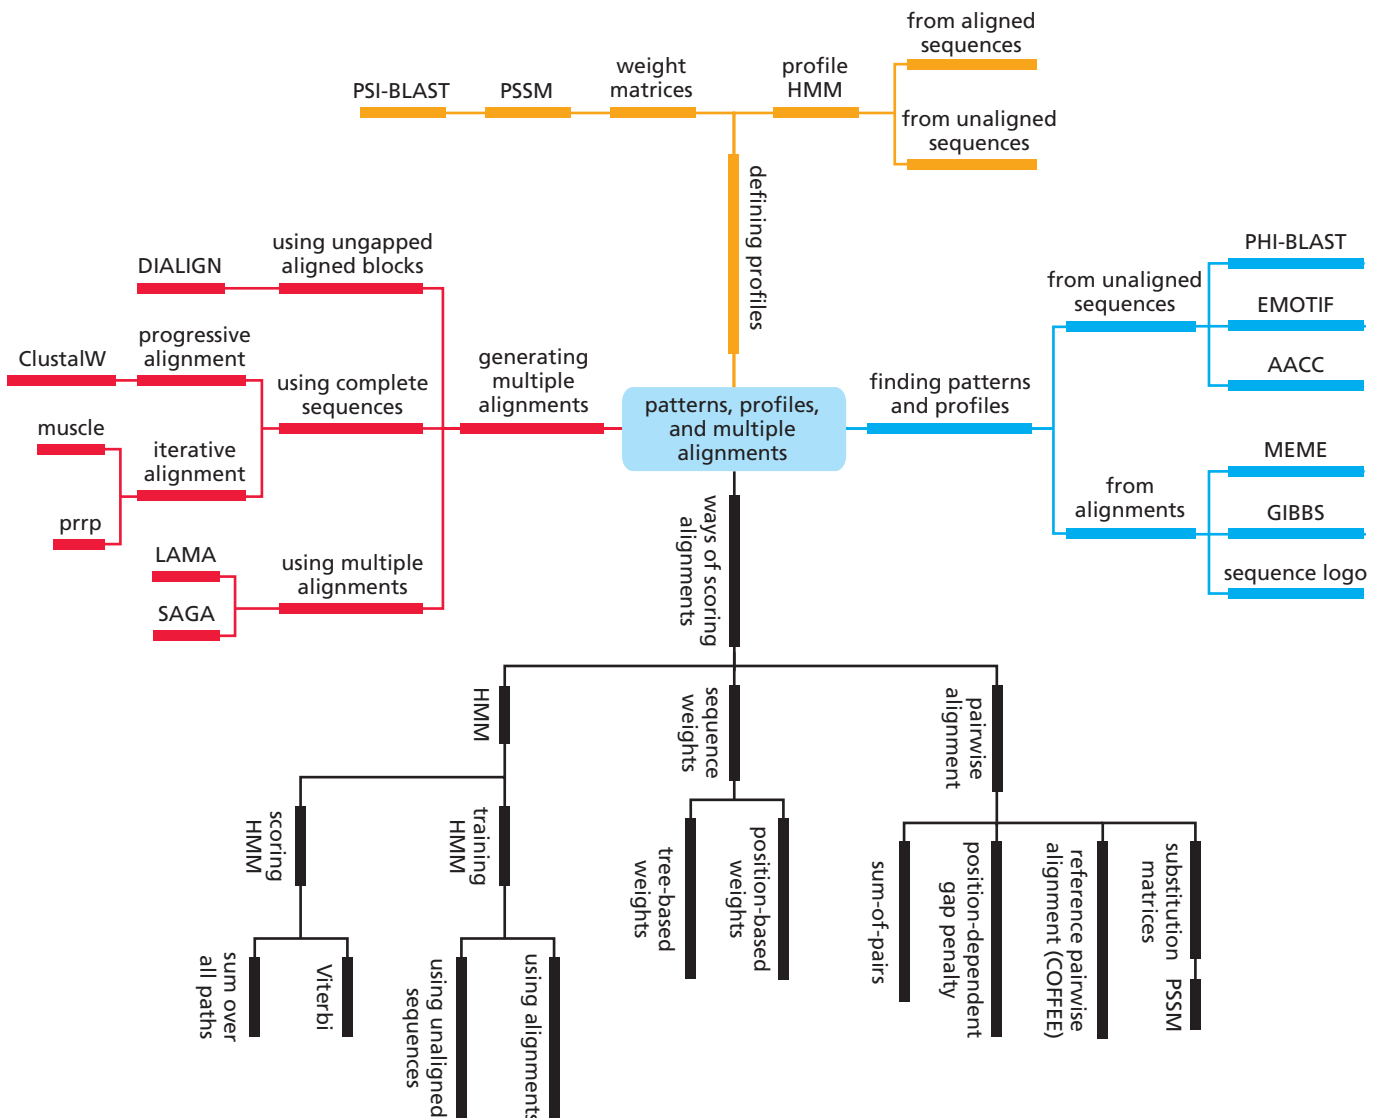 from aligned
sequences
weight
matrices
profile
HMM
PSI-BLAST
PSSM
from unaligned
sequences
defining profiles
using ungapped
aligned blocks
DIALIGN
progressive
alignment
ClustalW
using complete
sequences
generating
multiple
alignments
muscle
iterative
alignment
prrp
LAMA
using multiple
alignments
SAGA
patterns, profiles,
and multiple
alignments
finding patterns
and profiles
from unaligned
sequences
PHI-BLAST
EMOTIF
AACC
from
alignments
MEME
GIBBS
sequence logo
ways of scoring
alignments
HMM
sequence
weights
pairwise
alignment
scoring
HMM
training
HMM
sum over
all paths
Viterbi
using unaligned
sequences
using alignments
tree-based
weights
position-based
weights
sum-of-pairs
position-dependent
gap penalty
reference pairwise
alignment (COFFEE)
substitution
matrices
PSSM